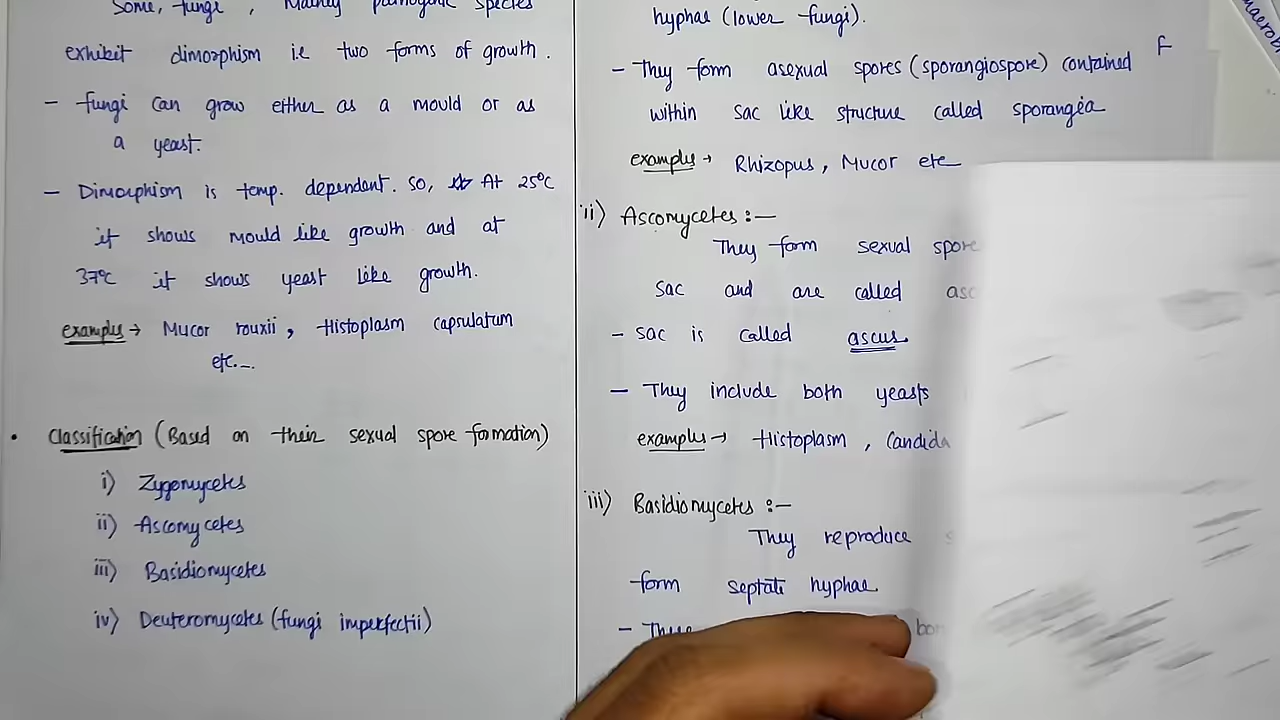 Some, fungi, Mainly pathogenic species
exhibit dimorphism i.e two forms of growth.
- fungi can grow either as a mould or as
a yeast.
- Dimorphism is temp. dependent. So, At 25°C
it shows mould like growth and at
37°C it shows yeast like growth.
examples → Mucor rouxii, Histoplasm capsulatum
etc...
• Classification (Based on their sexual spore formation)
i) Zygomycetes
ii) Ascomycetes
iii) Basidiomycetes
iv) Deuteromycetes (fungi imperfectii)
hyphae (lower fungi).
- They form asexual spores (sporangiospore) contained
within sac like structure called sporangia
examples → Rhizopus, Mucor etc
ii) Ascomycetes :-
They form sexual spore
sac and are called asc
- sac is called ascus.
- They include both yeasts
examples → Histoplasm, Candida
iii) Basidiomycetes :-
They reproduce s
form septate hyphae
- These
F